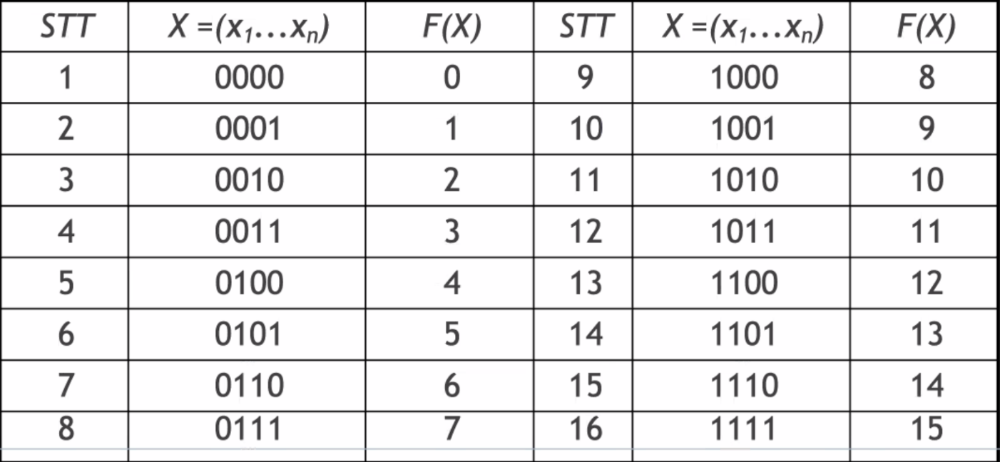 STT X =(x₁...xₙ) F(X) STT X =(x₁...xₙ) F(X)
1 0000 0 9 1000 8
2 0001 1 10 1001 9
3 0010 2 11 1010 10
4 0011 3 12 1011 11
5 0100 4 13 1100 12
6 0101 5 14 1101 13
7 0110 6 15 1110 14
8 0111 7 16 1111 15